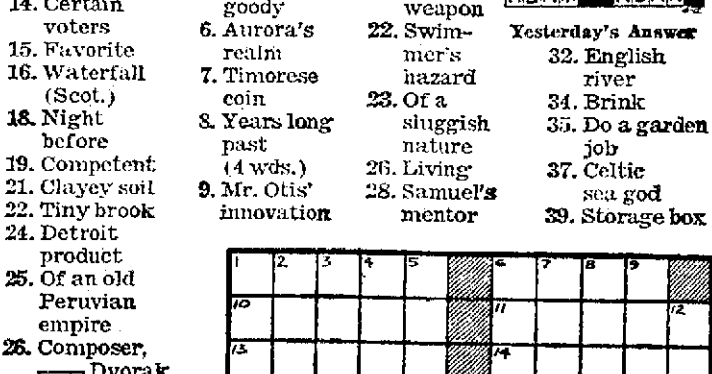 14. Certain
voters
15. Favorite
16. Waterfall
(Scot.)
18. Night
before
19. Competent
21. Clayey soil
22. Tiny brook
24. Detroit
product
25. Of an old
Peruvian
empire
26. Composer,
—— Dvorak
goody
6. Aurora's
realm
7. Timorese
coin
8. Years long
past
(4 wds.)
9. Mr. Otis'
innovation
weapon
22. Swim-
mer's
hazard
23. Of a
sluggish
nature
26. Living
28. Samuel's
mentor
Yesterday's Answer
32. English
river
34. Brink
35. Do a garden
job
37. Celtic
sea god
39. Storage box
1 2 3 4 5 6 7 8 9
10 11 12
13 14